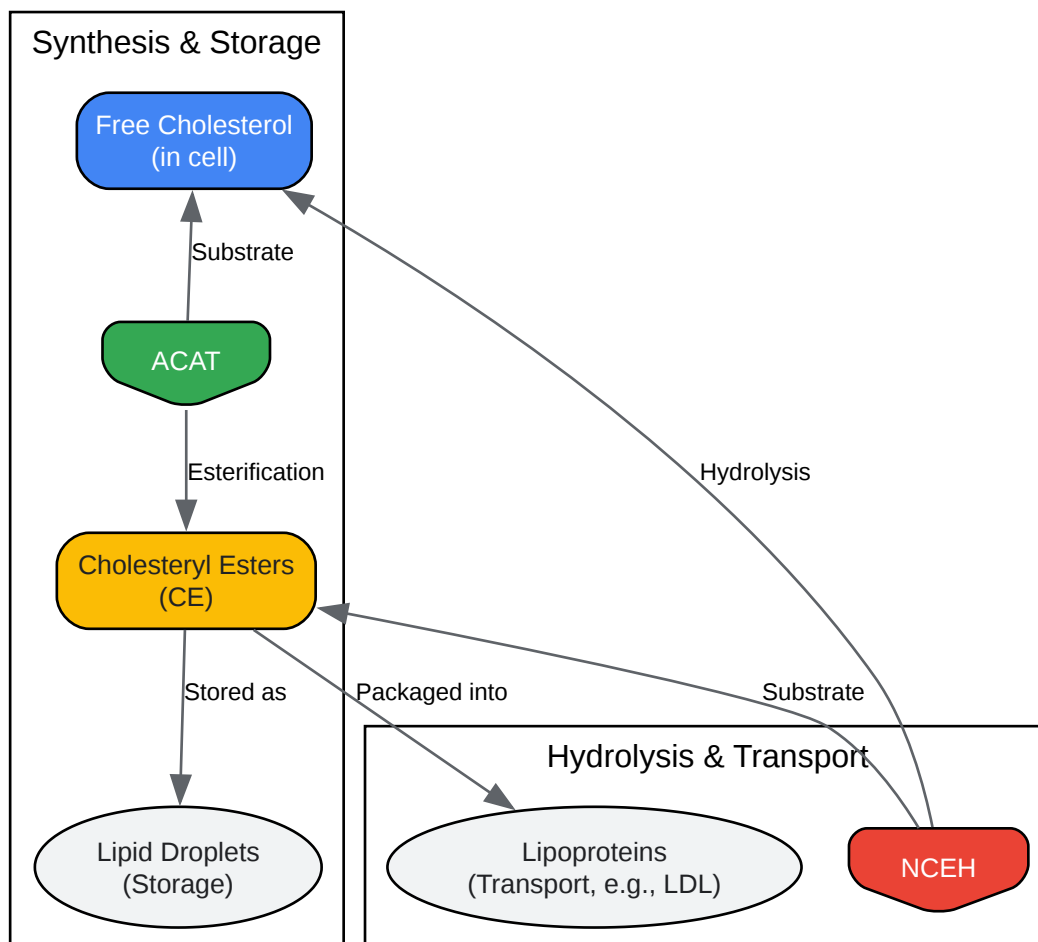 Synthesis & Storage
Free Cholesterol
(in cell)
Substrate
ACAT
Esterification
Hydrolysis
Cholesteryl Esters
(CE)
Stored as
Packaged into
Substrate
Hydrolysis & Transport
Lipid Droplets
(Storage)
Lipoproteins
(Transport, e.g., LDL)
NCEH